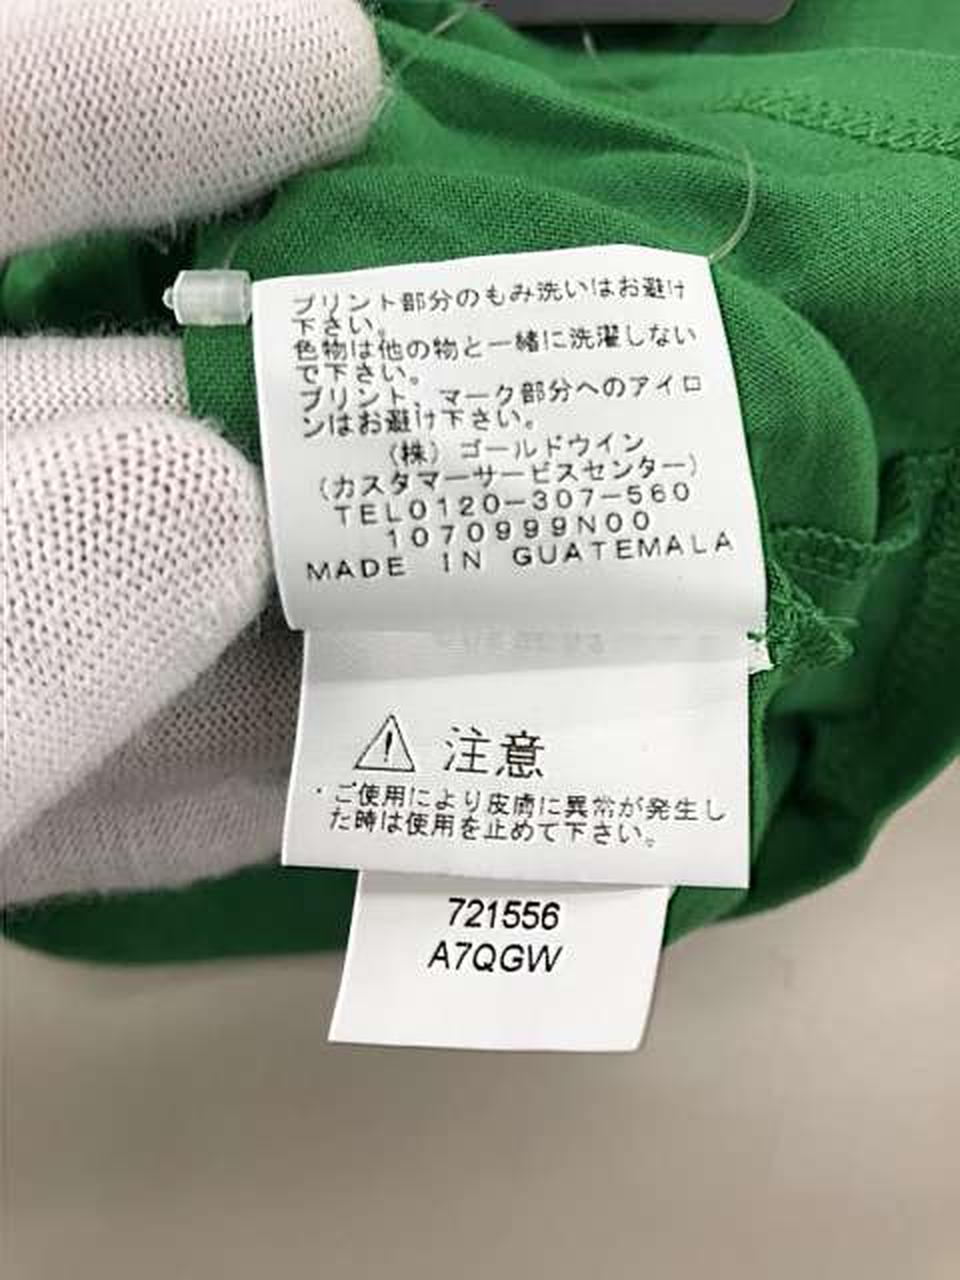 プリント部分のもみ洗いはお避け
下さい。
色物は他の物と一緒に洗濯しない
で下さい。
プリント、マーク部分へのアイロ
ンはお避け下さい。
(株)ゴールドウイン
(カスタマーサービスセンター)
TEL0120-307-560
1070999N00
MADE IN GUATEMALA
注意
・ご使用により皮膚に異常が発生し
た時は使用を止めて下さい。
721556
A7QGW